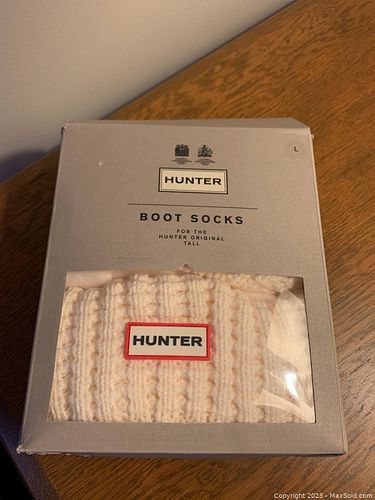 L
HUNTER
BOOT SOCKS
FOR THE
HUNTER ORIGINAL
TALL
HUNTER
Copyright 2023 - MaxSold.com